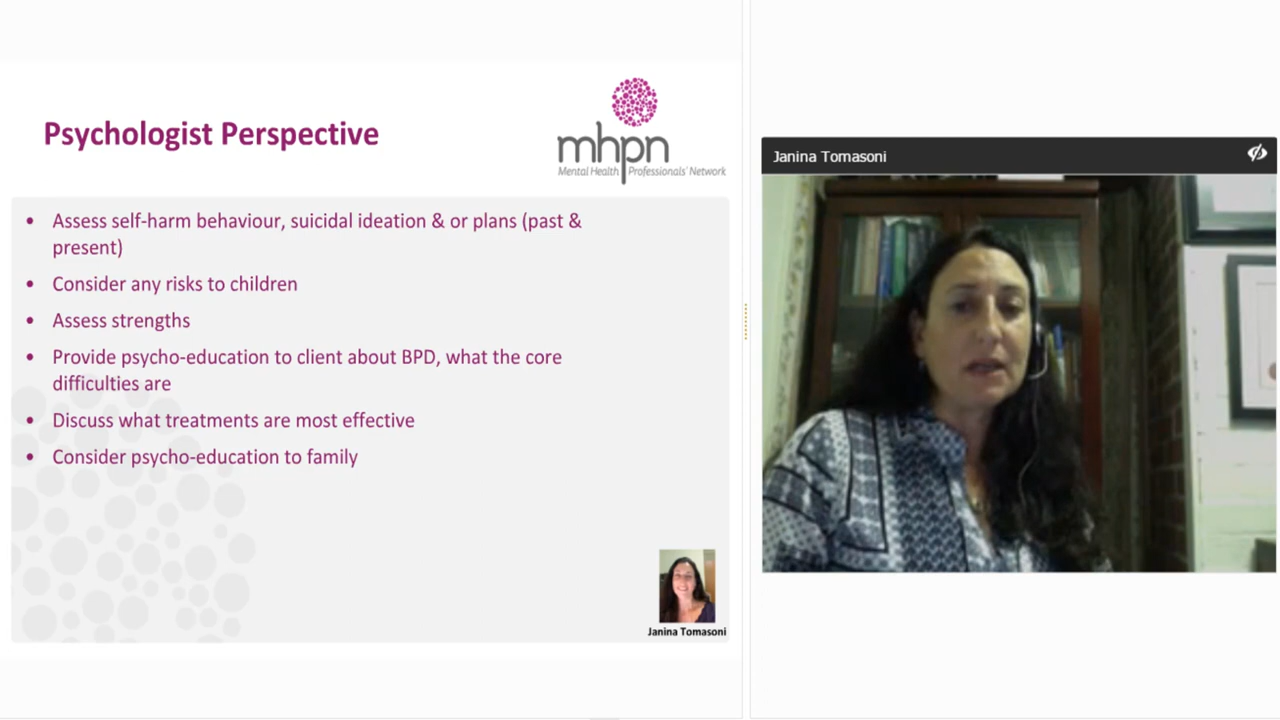 Psychologist Perspective
mhpn
Mental Health Professionals' Network
• Assess self-harm behaviour, suicidal ideation & or plans (past &
present)
• Consider any risks to children
• Assess strengths
• Provide psycho-education to client about BPD, what the core
difficulties are
• Discuss what treatments are most effective
• Consider psycho-education to family
Janina Tomasoni
Janina Tomasoni